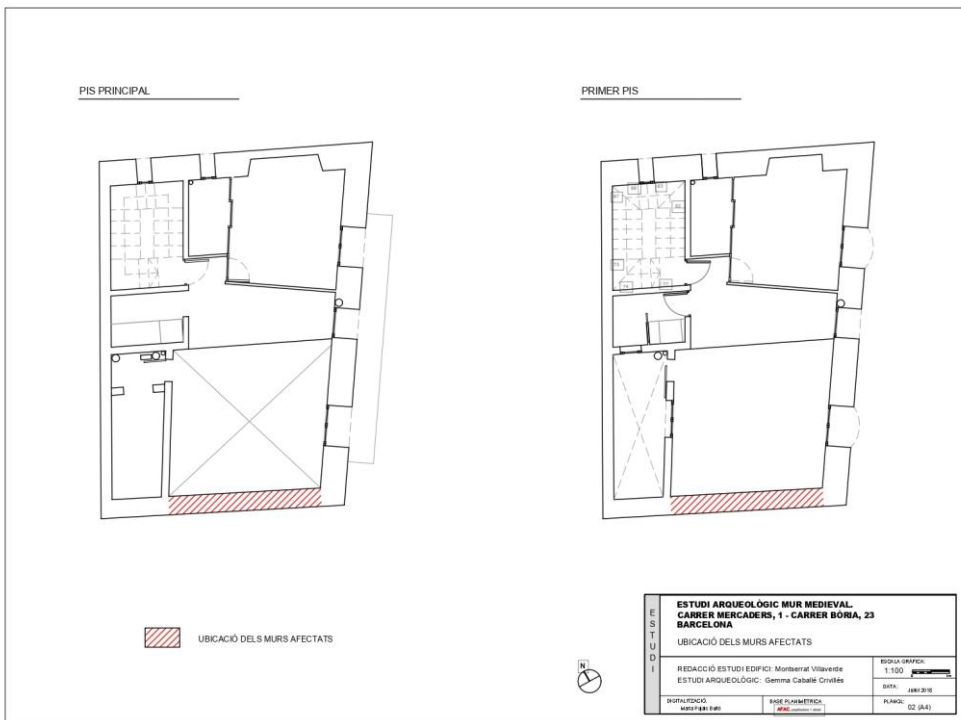 PIS PRINCIPAL
PRIMER PIS
UBICACIÓ DELS MURS AFECTATS
N
ESTUDI
ESTUDI ARQUEOLÒGIC MUR MEDIEVAL.
CARRER MERCADERS, 1 - CARRER BÒRIA, 23
BARCELONA
UBICACIÓ DELS MURS AFECTATS
REDACCIÓ ESTUDI EDIFICI: Montserrat Villaverde
ESTUDI ARQUEOLÒGIC: Gemma Caballé Crivillés
ESCALA GRÀFICA:
1:100
DATA:
PLÀNOL:
02 (A4)
DIGITALITZACIÓ:
BASE PLANIMÈTRICA: